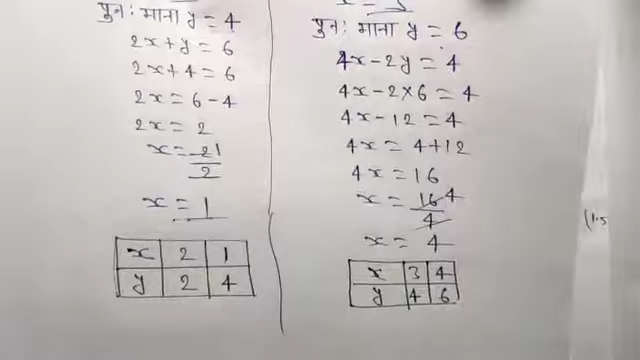 पुन: माना y = 4
2x+y = 6
2x+4 = 6
2x = 6-4
2x = 2
x = 21/2
x = 1
x 2 1
y 2 4
पुन: माना y = 6
4x-2y = 4
4x-2×6 = 4
4x-12 = 4
4x = 4+12
4x = 16
x = 16 4/4
x = 4
x 3 4
y 4 6